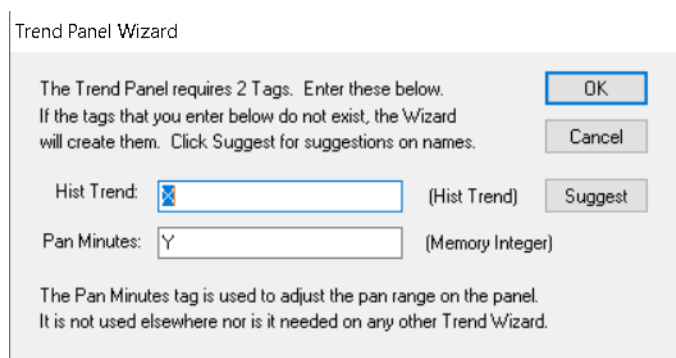 Trend Panel Wizard
The Trend Panel requires 2 Tags. Enter these below.
If the tags that you enter below do not exist, the Wizard
will create them. Click Suggest for suggestions on names.
OK
Cancel
Hist Trend: X (Hist Trend) Suggest
Pan Minutes: Y (Memory Integer)
The Pan Minutes tag is used to adjust the pan range on the panel.
It is not used elsewhere nor is it needed on any other Trend Wizard.